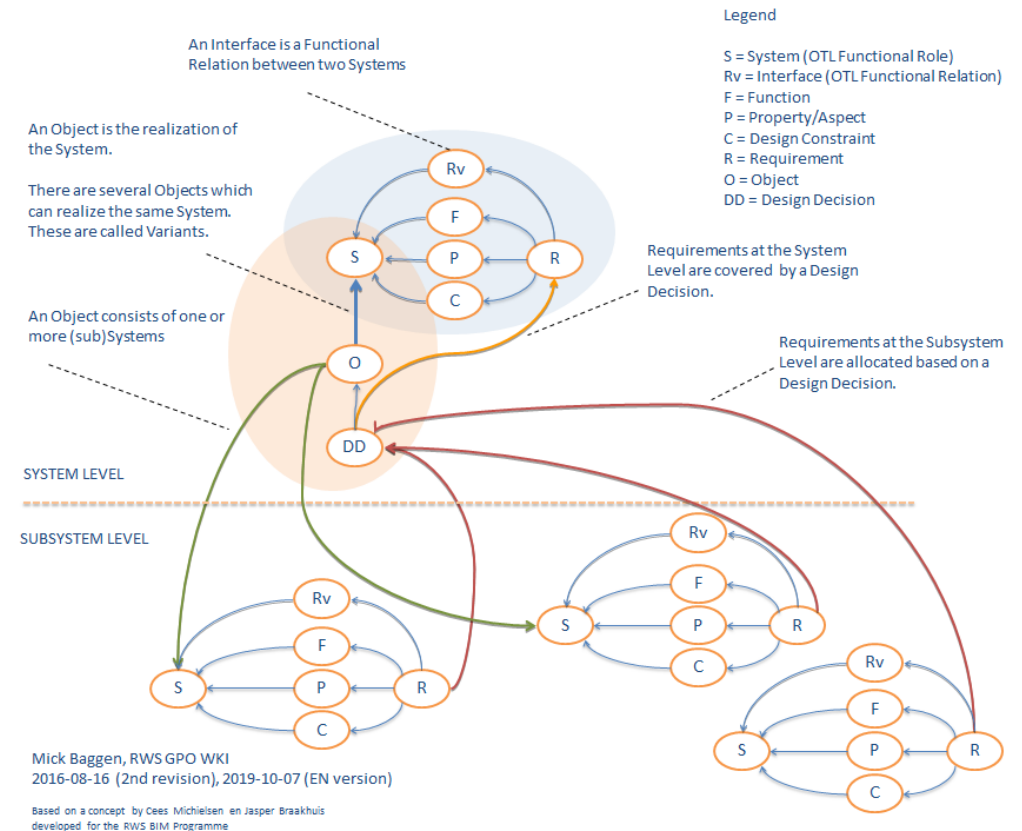 Legend
S = System (OTL Functional Role)
Rv = Interface (OTL Functional Relation)
F = Function
P = Property/Aspect
C = Design Constraint
R = Requirement
O = Object
DD = Design Decision
An Interface is a Functional
Relation between two Systems
An Object is the realization of
the System.
There are several Objects which
can realize the same System.
These are called Variants.
An Object consists of one or
more (sub)Systems
Rv
F
S
P
R
C
O
DD
Requirements at the System
Level are covered by a Design
Decision.
Requirements at the Subsystem
Level are allocated based on a
Design Decision.
SYSTEM LEVEL
SUBSYSTEM LEVEL
Rv
F
S
P
R
C
Rv
F
S
P
R
C
Rv
F
S
P
R
C
Mick Baggen, RWS GPO WKI
2016-08-16 (2nd revision), 2019-10-07 (EN version)
Based on a concept by Cees Michielsen en Jasper Braakhuis
developed for the RWS BIM Programme